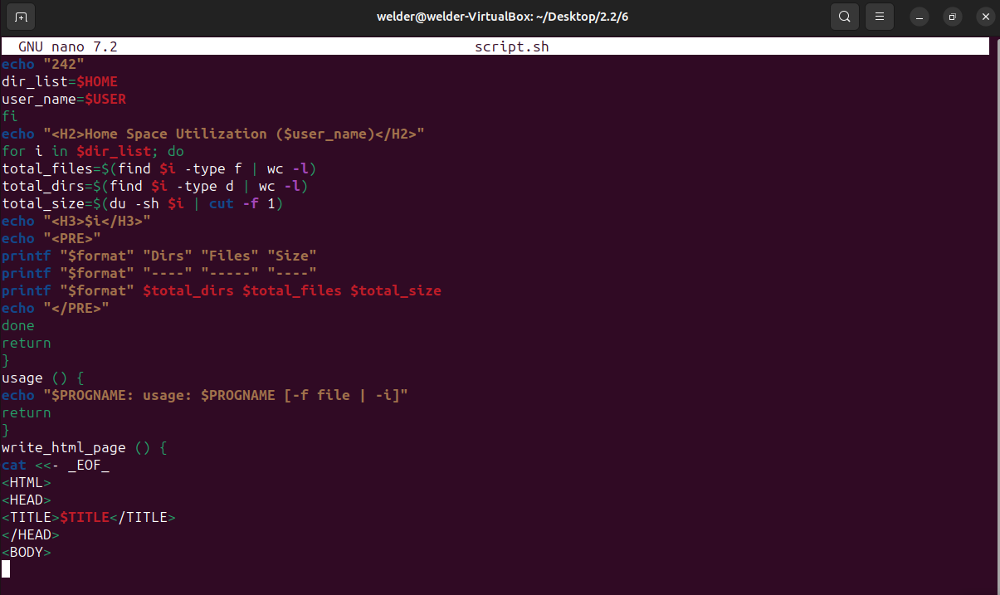 welder@welder-VirtualBox: ~/Desktop/2.2/6
GNU nano 7.2 script.sh
echo "242"
dir_list=$HOME
user_name=$USER
fi
echo "<H2>Home Space Utilization ($user_name)</H2>"
for i in $dir_list; do
total_files=$(find $i -type f | wc -l)
total_dirs=$(find $i -type d | wc -l)
total_size=$(du -sh $i | cut -f 1)
echo "<H3>$i</H3>"
echo "<PRE>"
printf "$format" "Dirs" "Files" "Size"
printf "$format" "----" "-----" "----"
printf "$format" $total_dirs $total_files $total_size
echo "</PRE>"
done
return
}
usage () {
echo "$PROGNAME: usage: $PROGNAME [-f file | -i]"
return
}
write_html_page () {
cat <<- _EOF_
<HTML>
<HEAD>
<TITLE>$TITLE</TITLE>
</HEAD>
<BODY>